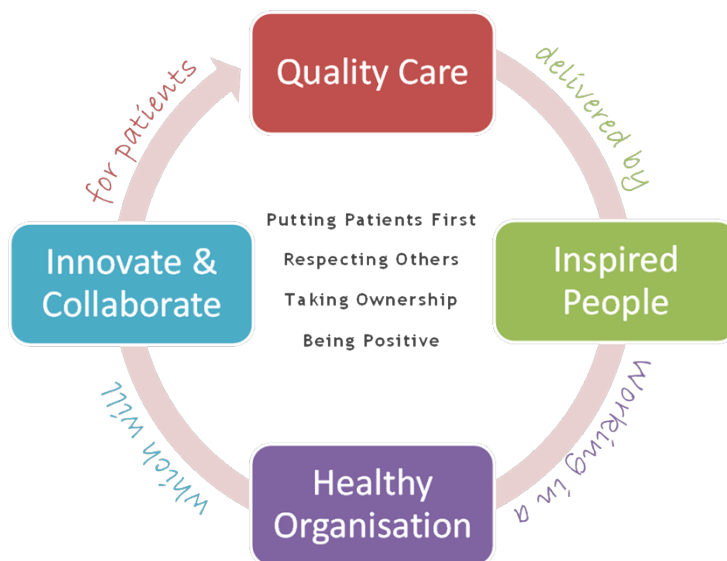 Quality Care
delivered by
Inspired
People
Working in a
Healthy
Organisation
which will
Innovate &
Collaborate
for patients
Putting Patients First
Respecting Others
Taking Ownership
Being Positive